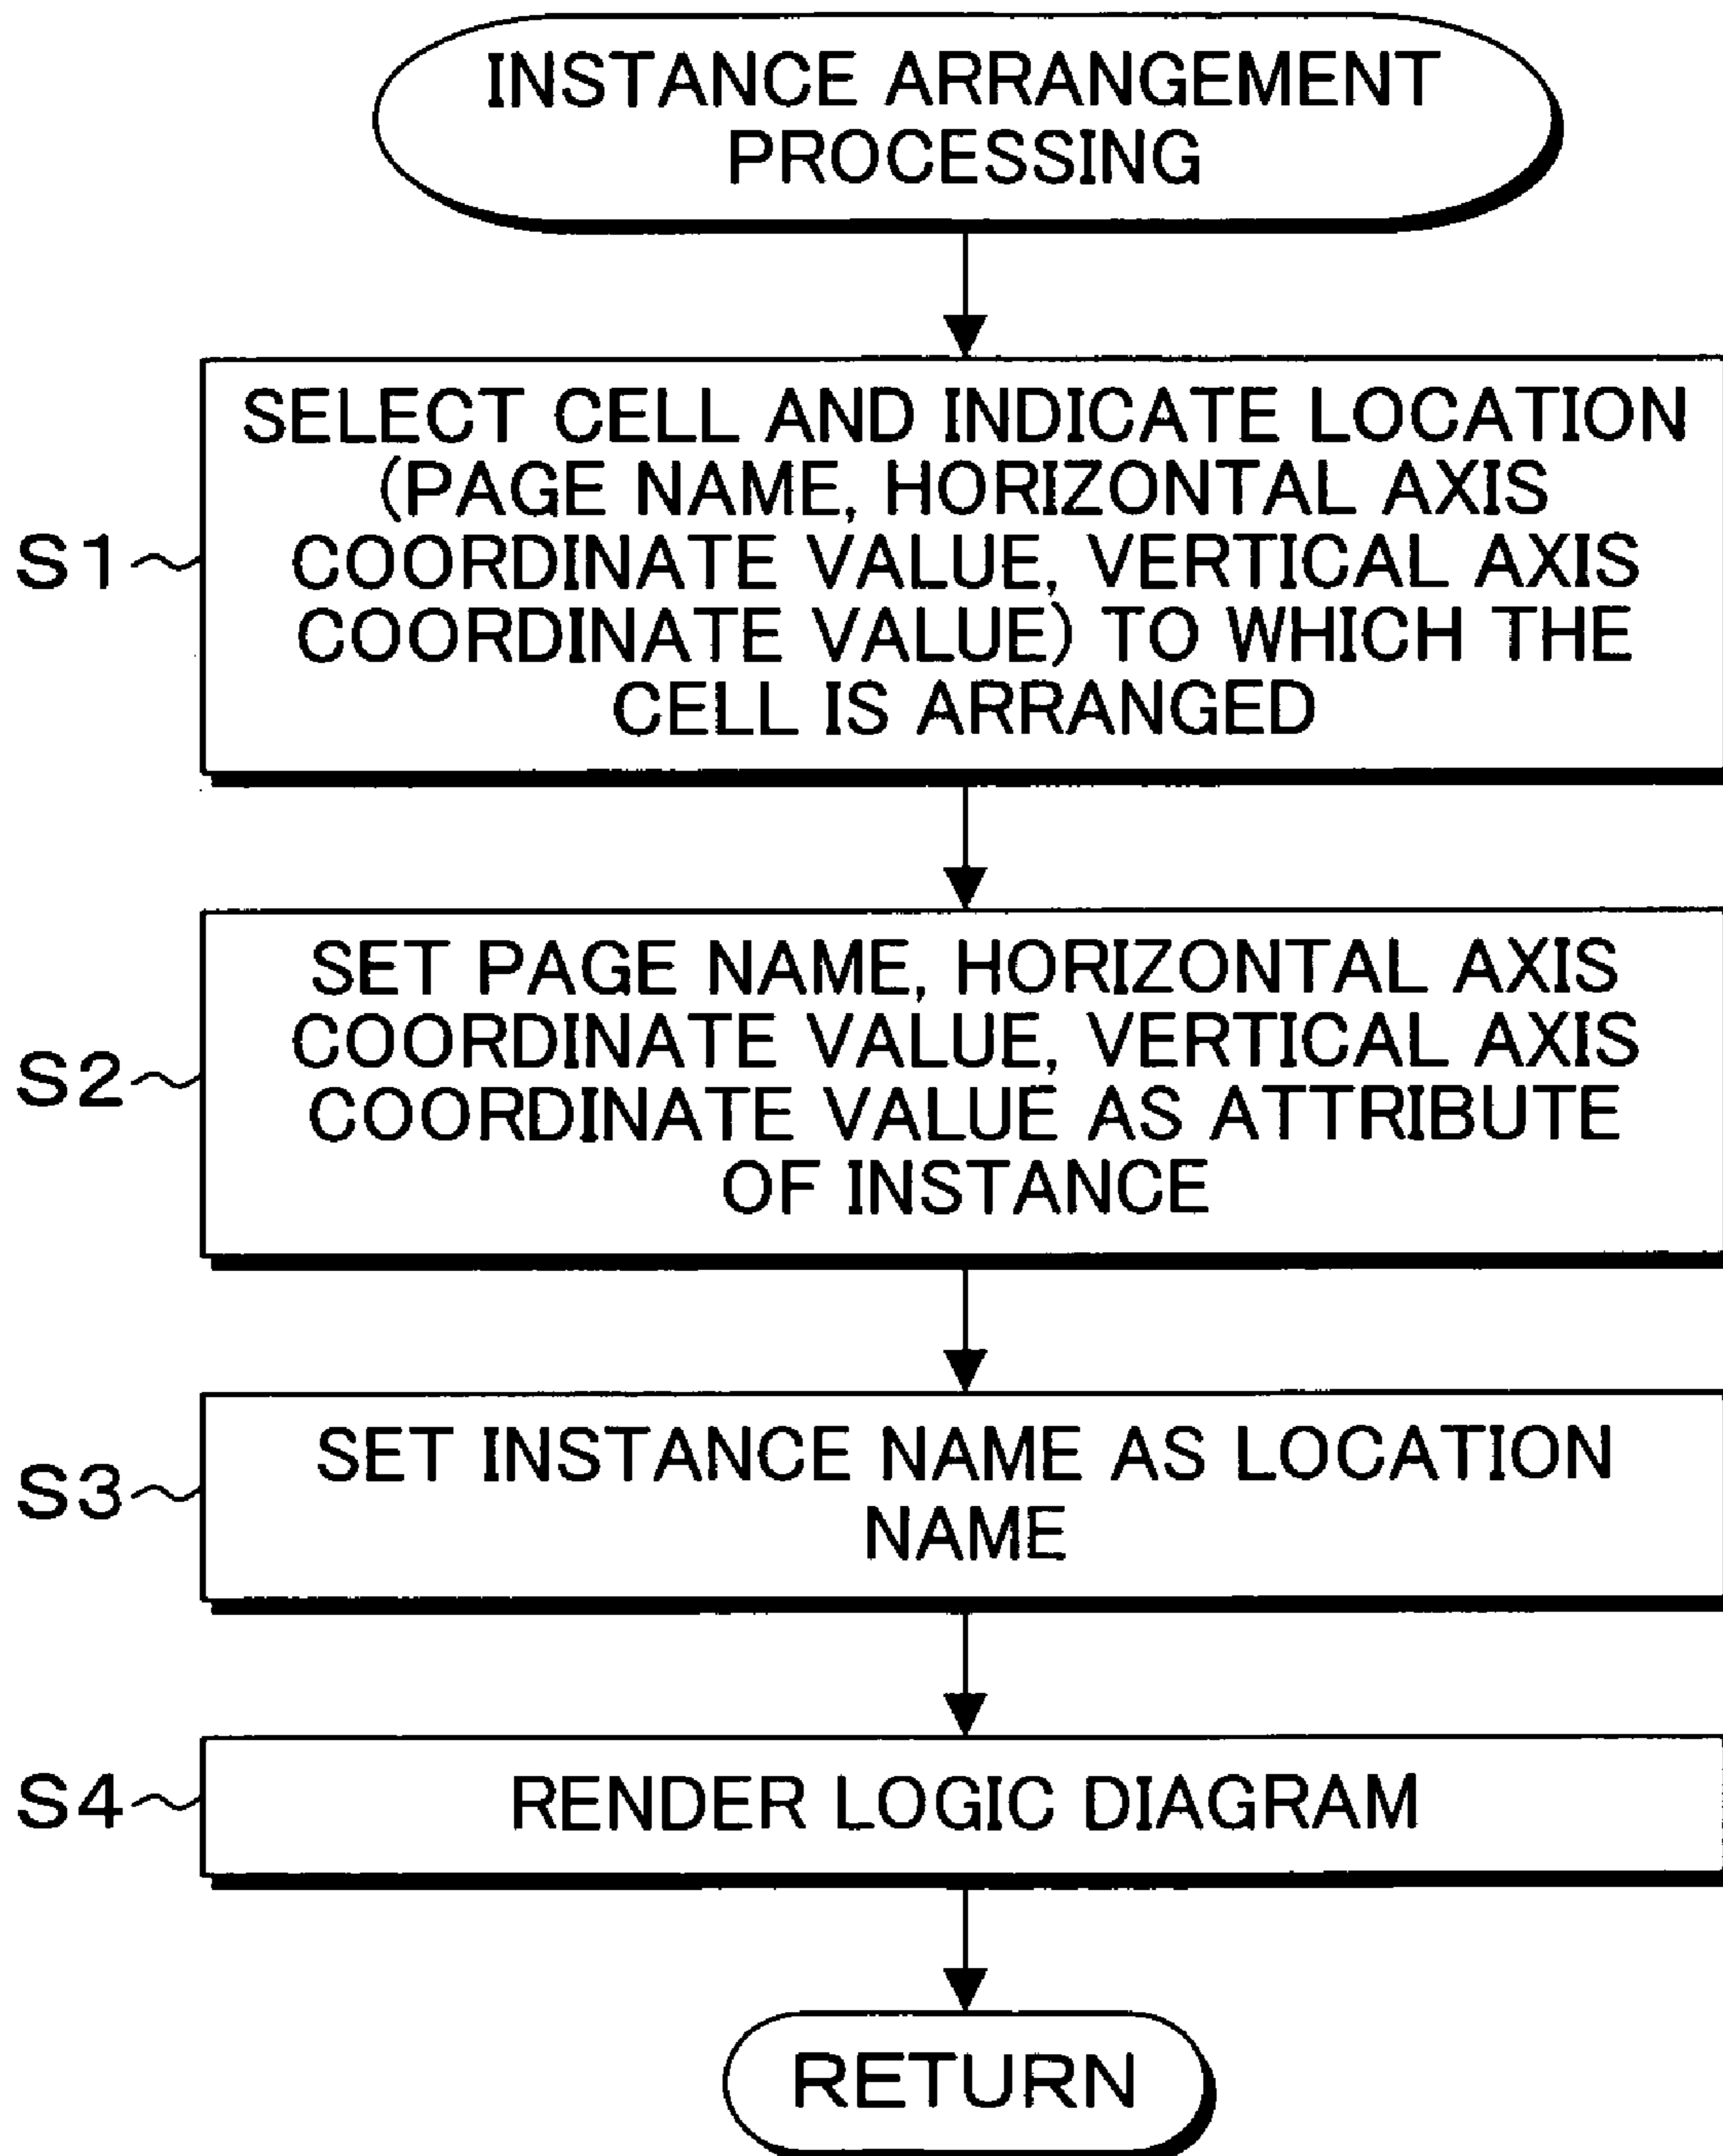 INSTANCE ARRANGEMENT
PROCESSING
SELECT CELL AND INDICATE LOCATION
(PAGE NAME, HORIZONTAL AXIS
S1
COORDINATE VALUE, VERTICAL AXIS
COORDINATE VALUE) TO WHICH THE
CELL IS ARRANGED
SET PAGE NAME, HORIZONTAL AXIS
COORDINATE VALUE, VERTICAL AXIS
S2
COORDINATE VALUE AS ATTRIBUTE
OF INSTANCE
S3
SET INSTANCE NAME AS LOCATION
NAME
S4
RENDER LOGIC DIAGRAM
RETURN